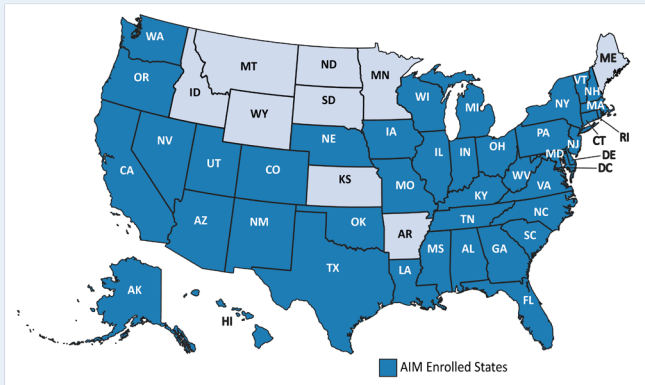 WA
MT
ND
MN
ME
OR
ID
SD
WI
MI
VT
NH
NY
MA
WY
RI
CT
NV
NE
IA
PA
NJ
OH
IL
IN
MD
DE
DC
UT
CO
KS
MO
WV
VA
CA
KY
NC
AZ
NM
OK
AR
TN
SC
MS
AL
GA
TX
LA
AK
HI
FL
AIM Enrolled States